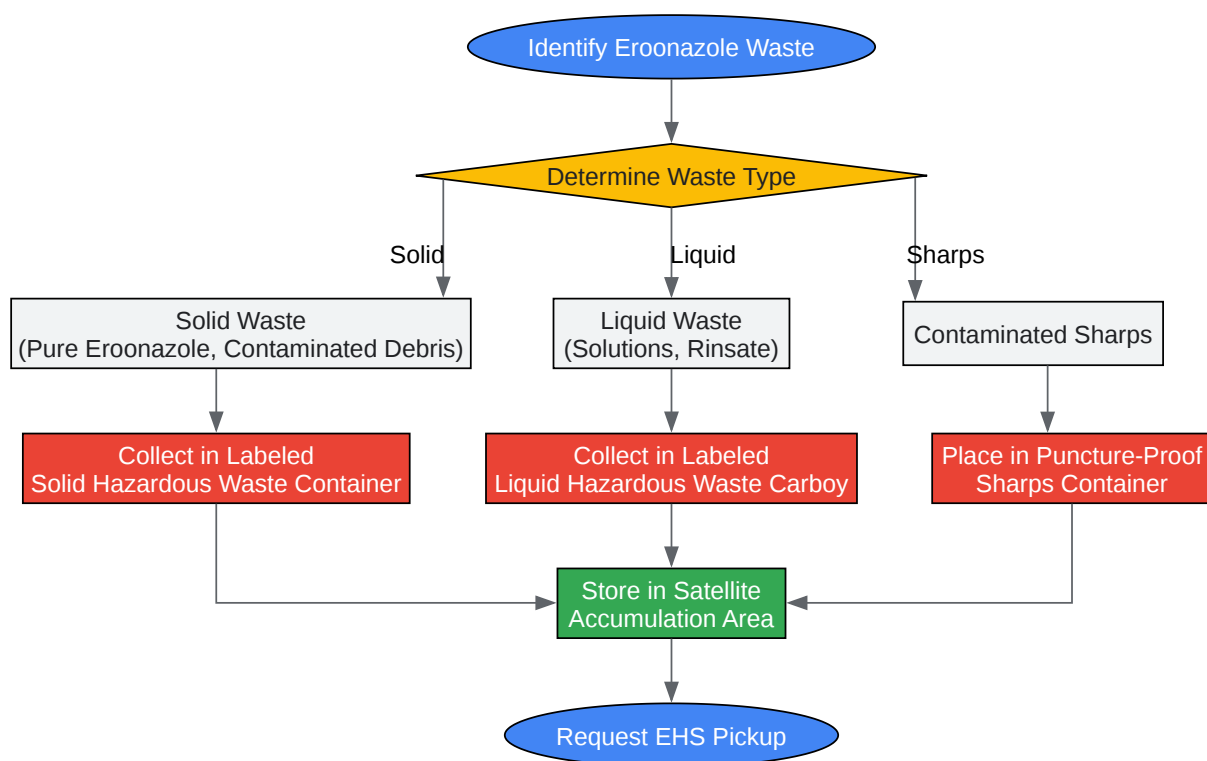 Identify Eroonazole Waste
Determine Waste Type
Solid
Liquid
Sharps
Solid Waste
(Pure Eroonazole, Contaminated Debris)
Liquid Waste
(Solutions, Rinsate)
Contaminated Sharps
Collect in Labeled
Solid Hazardous Waste Container
Collect in Labeled
Liquid Hazardous Waste Carboy
Place in Puncture-Proof
Sharps Container
Store in Satellite
Accumulation Area
Request EHS Pickup